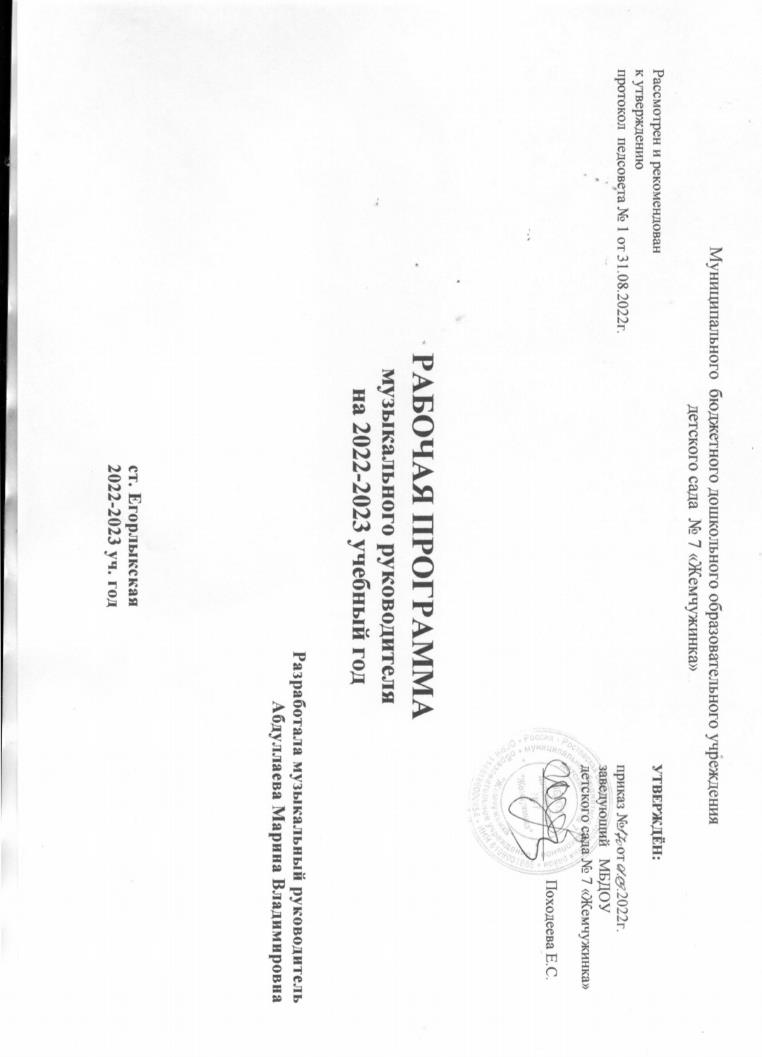 Муниципального бюджетного дошкольного образовательного учреждения
детского сада № 7 «Жемчужинка»
Рассмотрен и рекомендован
к утверждению
протокол педсовета № 1 от 31.08.2022г.
УТВЕРЖДЁН:
приказ № от 2022г.
заведующий МБДОУ
детского сада № 7 «Жемчужинка»
Походеева Е.С.
РАБОЧАЯ ПРОГРАММА
музыкального руководителя
на 2022-2023 учебный год
Разработала музыкальный руководитель
Абдуллаева Марина Владимировна
ст. Егорлыкская
2022-2023 уч. год